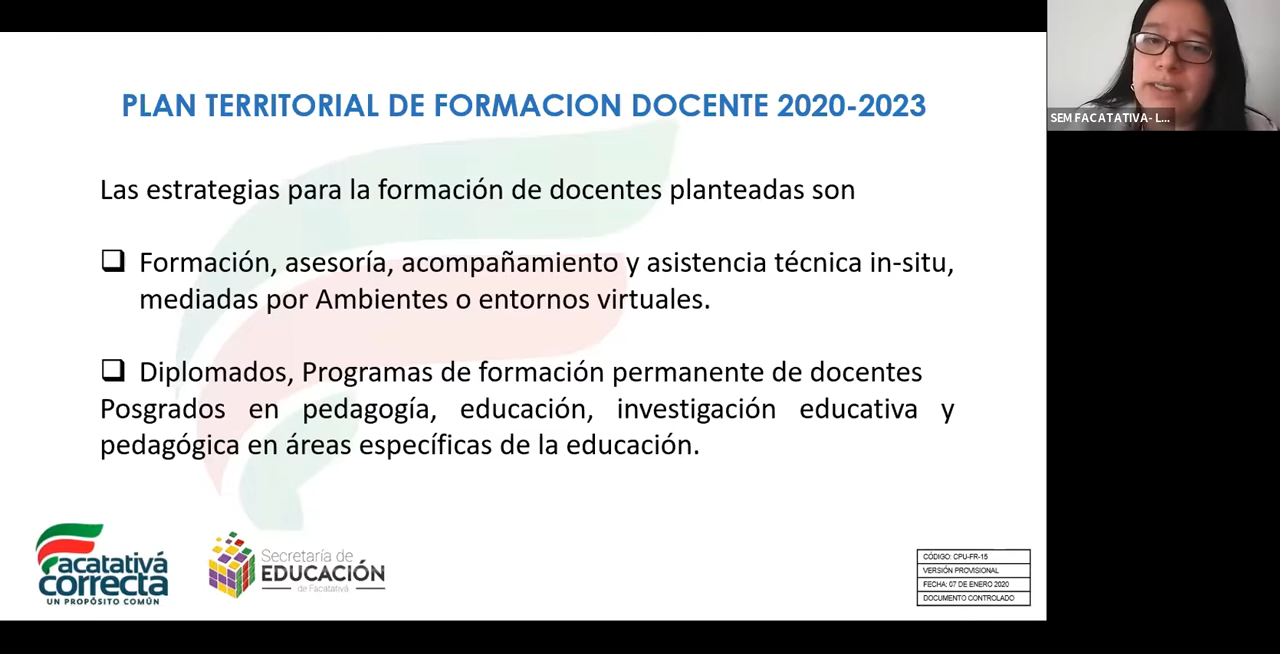 PLAN TERRITORIAL DE FORMACION DOCENTE 2020-2023
Las estrategias para la formación de docentes planteadas son
Formación, asesoría, acompañamiento y asistencia técnica in-situ,
mediadas por Ambientes o entornos virtuales.
Diplomados, Programas de formación permanente de docentes
Posgrados en pedagogía, educación, investigación educativa y
pedagógica en áreas específicas de la educación.
Facatativá
correcta
UN PROPÓSITO COMÚN
Secretaría de
EDUCACIÓN
de Facatativá
CÓDIGO: CPU-FR-15
VERSIÓN PROVISIONAL
FECHA: 07 DE ENERO 2020
DOCUMENTO CONTROLADO
SEM FACATATIVA- L...